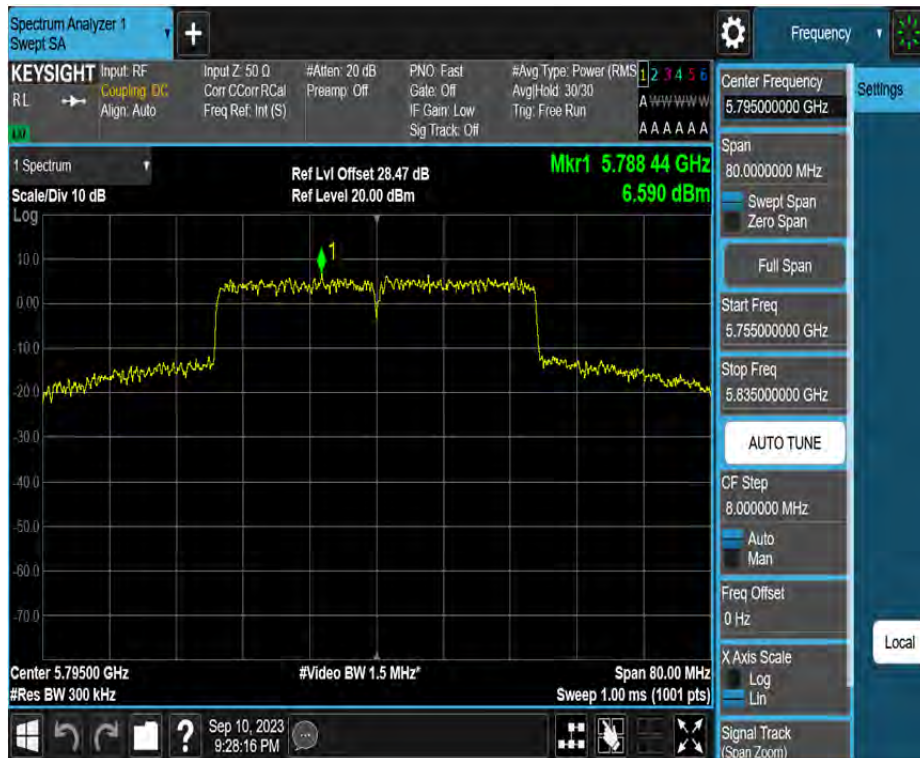 Spectrum Analyzer 1
Swept SA
+
Frequency
KEYSIGHT
RL
LXI
Input: RF
Coupling: DC
Align: Auto
Input Z: 50 Ω
Corr CCorr RCal
Freq Ref: Int (S)
#Atten: 20 dB
Preamp: Off
PNO: Fast
Gate: Off
IF Gain: Low
Sig Track: Off
#Avg Type: Power (RMS
Avg|Hold: 30/30
Trig: Free Run
1 2 3 4 5 6
A W W W W W
A A A A A A
1 Spectrum
Scale/Div 10 dB
Log
Ref Lvl Offset 28.47 dB
Ref Level 20.00 dBm
Mkr1 5.788 44 GHz
6.590 dBm
1
10.0
0.00
-10.0
-20.0
-30.0
-40.0
-50.0
-60.0
-70.0
Center 5.79500 GHz
#Res BW 300 kHz
#Video BW 1.5 MHz*
Span 80.00 MHz
Sweep 1.00 ms (1001 pts)
?
Sep 10, 2023
9:28:16 PM
Center Frequency
5.795000000 GHz
Settings
Span
80.0000000 MHz
Swept Span
Zero Span
Full Span
Start Freq
5.755000000 GHz
Stop Freq
5.835000000 GHz
AUTO TUNE
CF Step
8.000000 MHz
Auto
Man
Freq Offset
0 Hz
X Axis Scale
Log
Lin
Local
Signal Track
(Span Zoom)